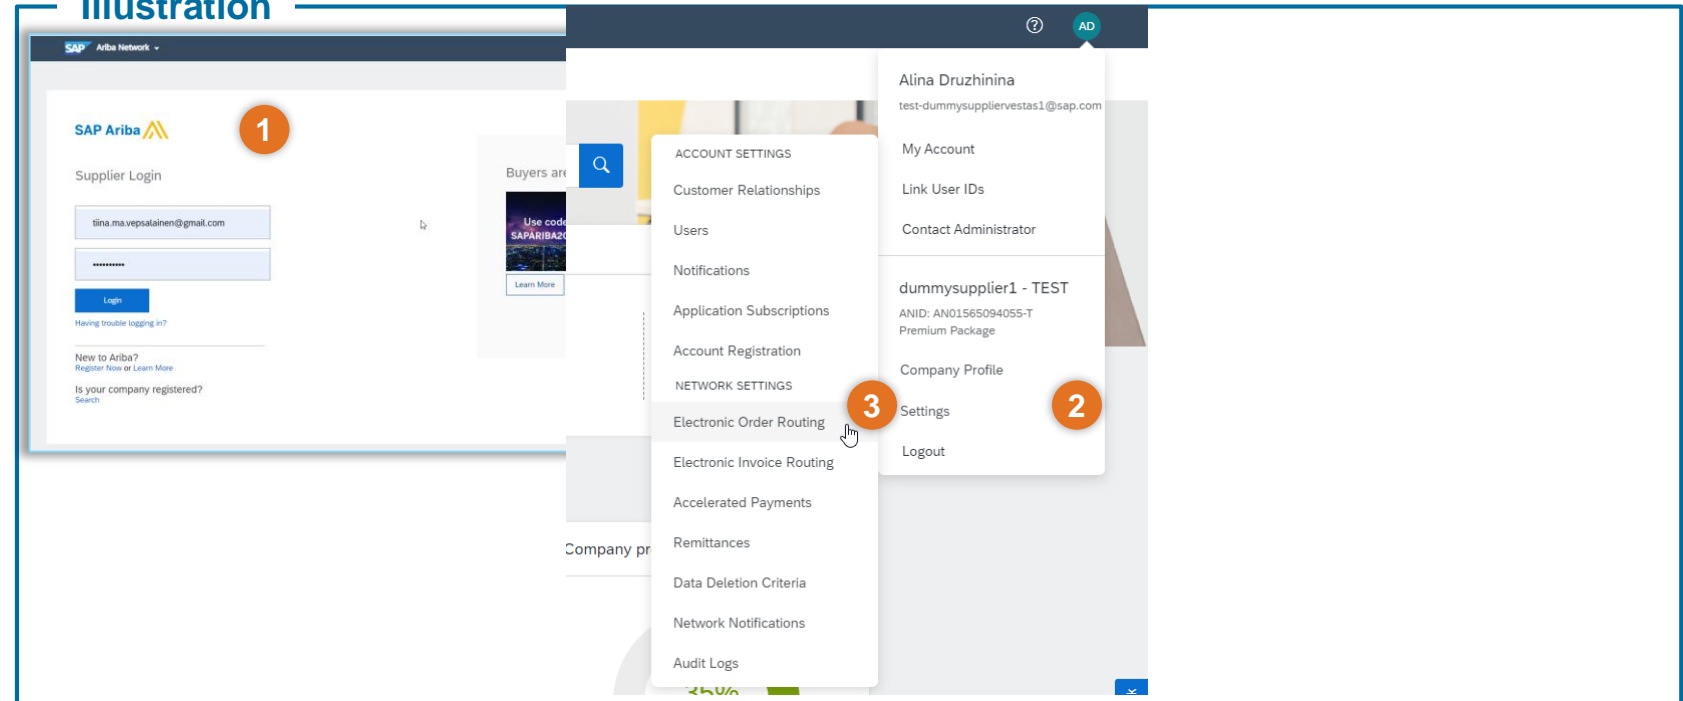 Illustration
SAP Ariba Network
1
SAP Ariba
Supplier Login
tiina.ma.vepsalainen@gmail.com
Login
Having trouble logging in?
New to Ariba?
Register Now or Learn More
Is your company registered?
Search
Buyers are
Use code
SAPARIBA20
Learn More
ACCOUNT SETTINGS
Customer Relationships
Users
Notifications
Application Subscriptions
Account Registration
NETWORK SETTINGS
Electronic Order Routing
Electronic Invoice Routing
Accelerated Payments
Remittances
Data Deletion Criteria
Network Notifications
Audit Logs
Company pr
35%
3
AD
Alina Druzhinina
test-dummysuppliervestas1@sap.com
My Account
Link User IDs
Contact Administrator
dummysupplier1 - TEST
ANID: AN01565094055-T
Premium Package
Company Profile
Settings
2
Logout